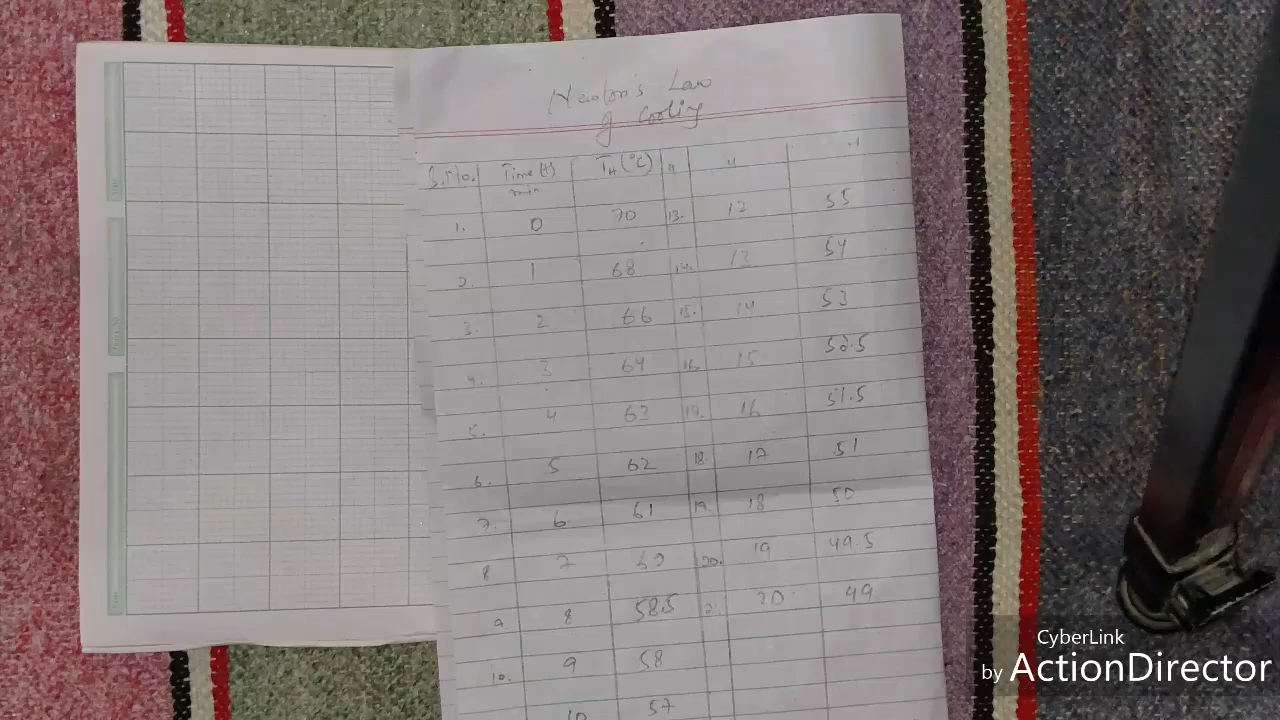 Newton's Law
of Cooling
S.No. Time (t) min TH (°C) " " "
1. 0 70 13. 12 55
2. 1 68 14. 13 54
3. 2 66 15. 14 53
4. 3 64 16. 15 52.5
5. 4 63 17. 16 51.5
6. 5 62 18. 17 51
7. 6 61 19. 18 50
8 7 20. 19 49.5
9 8 58.5 21. 20 49
10. 9 58
10 57
CyberLink
by ActionDirector